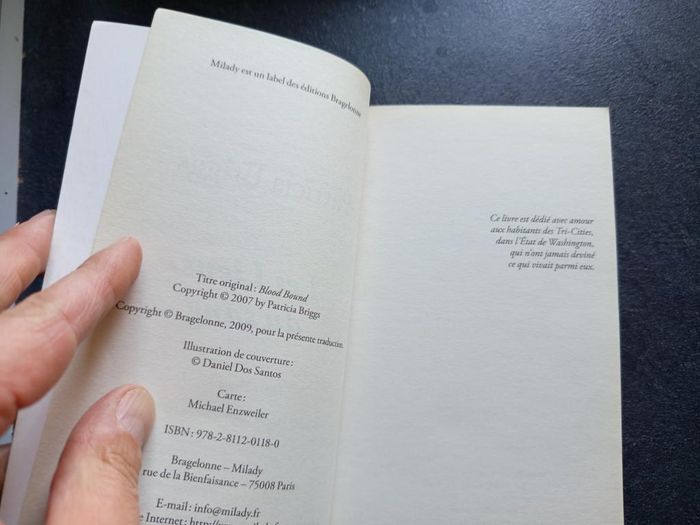 Milady est un label des éditions Bragelonne
Titre original : Blood Bound
Copyright © 2007 by Patricia Briggs
Copyright © Bragelonne, 2009, pour la présente traduction
Illustration de couverture :
© Daniel Dos Santos
Carte :
Michael Enzweiler
ISBN : 978-2-8112-0118-0
Bragelonne – Milady
rue de la Bienfaisance – 75008 Paris
E-mail : info@milady.fr
Internet :
Ce livre est dédié avec amour
aux habitants des Tri-Cities,
dans l'État de Washington,
qui n'ont jamais deviné
ce qui vivait parmi eux.